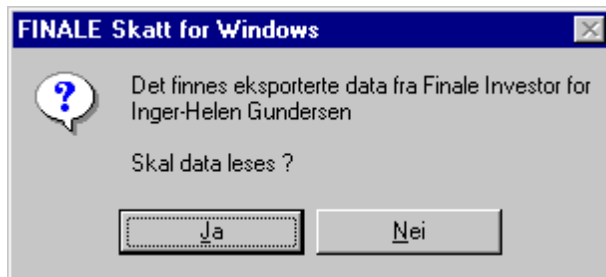 FINALE Skatt for Windows
Det finnes eksporterte data fra Finale Investor for
Inger-Helen Gundersen
Skal data leses ?
Ja
Nei